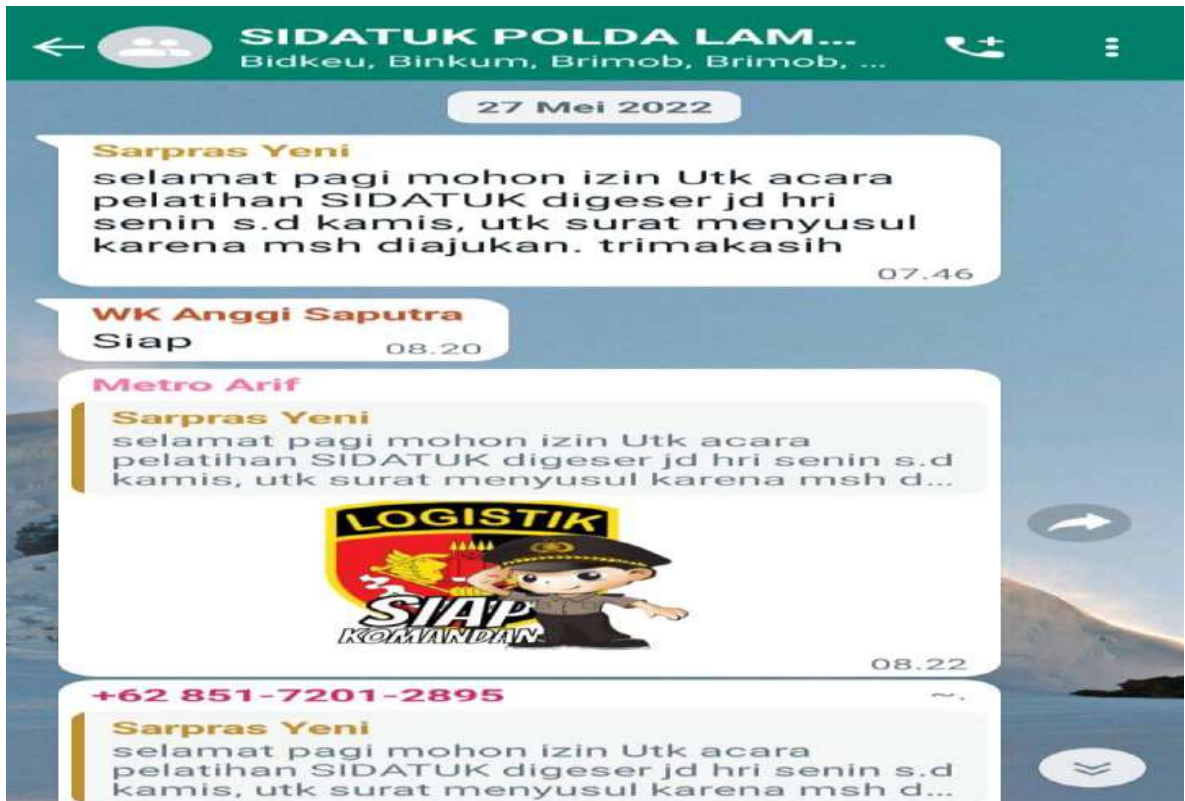 SIDATUK POLDA LAM...
Bidkeu, Binkum, Brimob, Brimob, ...
27 Mei 2022
Sarpras Yeni
selamat pagi mohon izin Utk acara
pelatihan SIDATUK digeser jd hri
senin s.d kamis, utk surat menyusul
karena msh diajukan. trimakasih
07.46
WK Anggi Saputra
Siap
08.20
Metro Arif
Sarpras Yeni
selamat pagi mohon izin Utk acara
pelatihan SIDATUK digeser jd hri senin s.d
kamis, utk surat menyusul karena msh d...
LOGISTIK
SIAP
KOMANDAN
08.22
+62 851-7201-2895 ~.
Sarpras Yeni
selamat pagi mohon izin Utk acara
pelatihan SIDATUK digeser jd hri senin s.d
kamis, utk surat menyusul karena msh d...